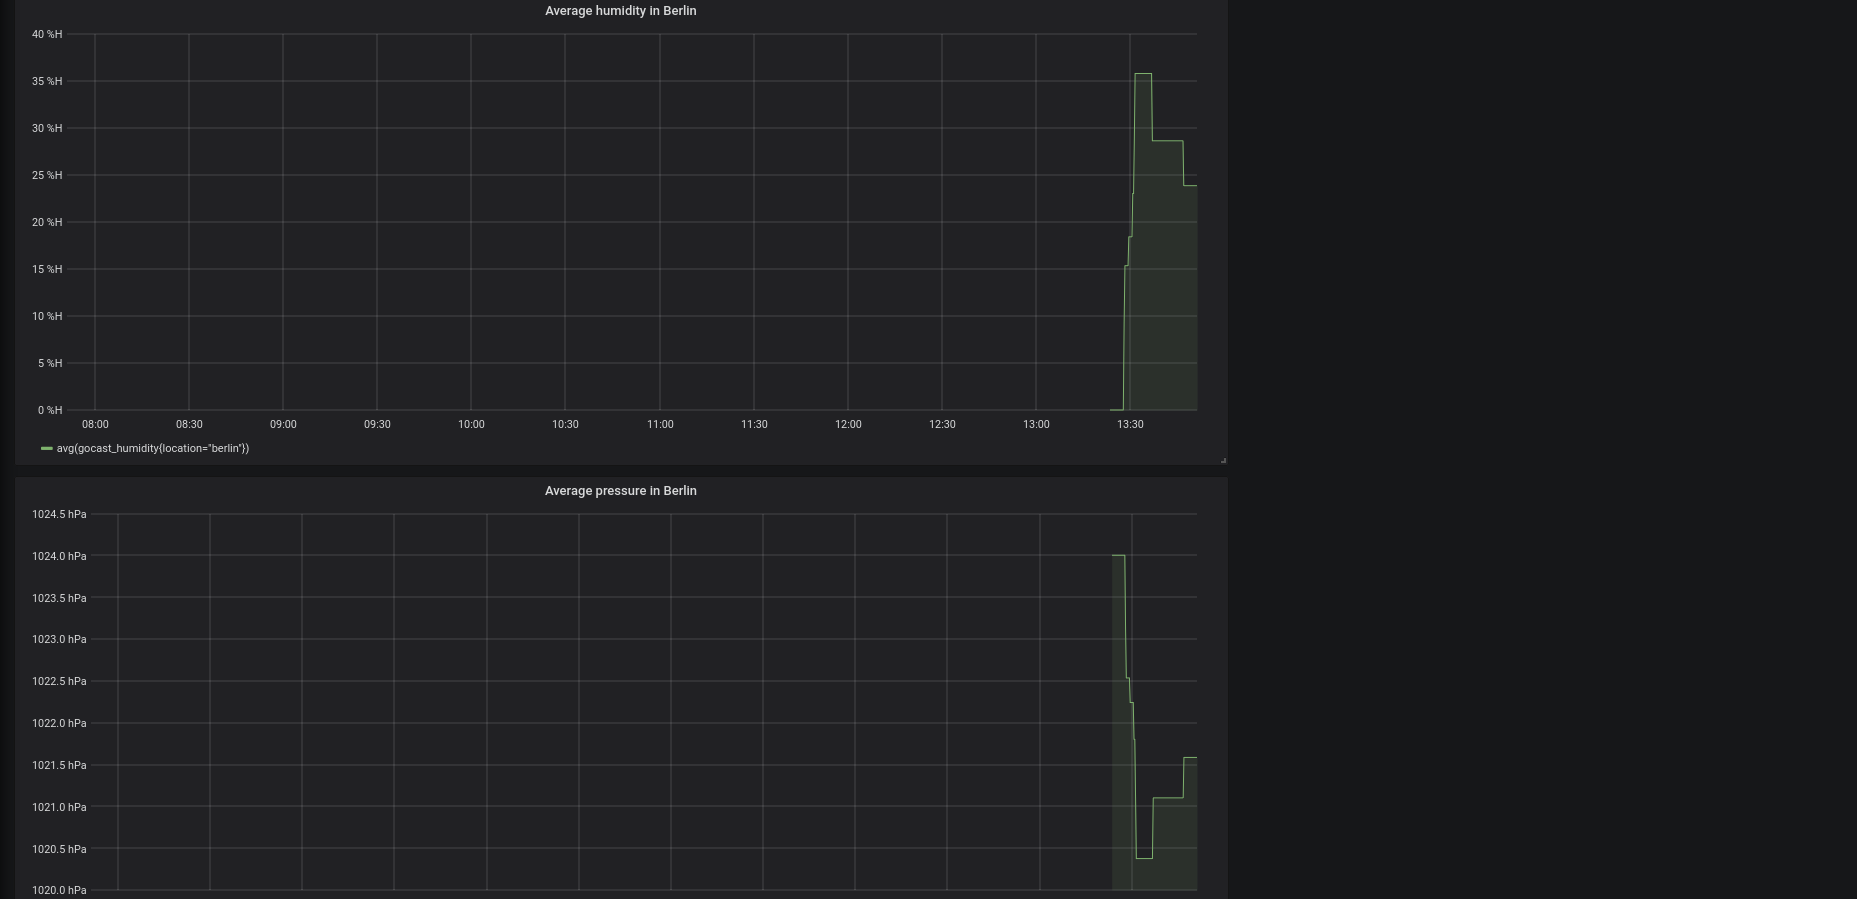 Average humidity in Berlin
40 %H
35 %H
30 %H
25 %H
20 %H
15 %H
10 %H
5 %H
0 %H
08:00 08:30 09:00 09:30 10:00 10:30 11:00 11:30 12:00 12:30 13:00 13:30
avg(gocast_humidity{location="berlin"})
Average pressure in Berlin
1024.5 hPa
1024.0 hPa
1023.5 hPa
1023.0 hPa
1022.5 hPa
1022.0 hPa
1021.5 hPa
1021.0 hPa
1020.5 hPa
1020.0 hPa